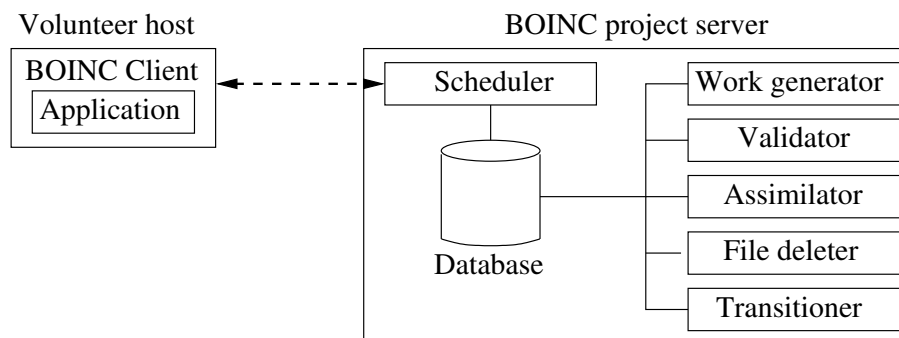 Volunteer host
BOINC Client
Application
BOINC project server
Scheduler
Database
Work generator
Validator
Assimilator
File deleter
Transitioner